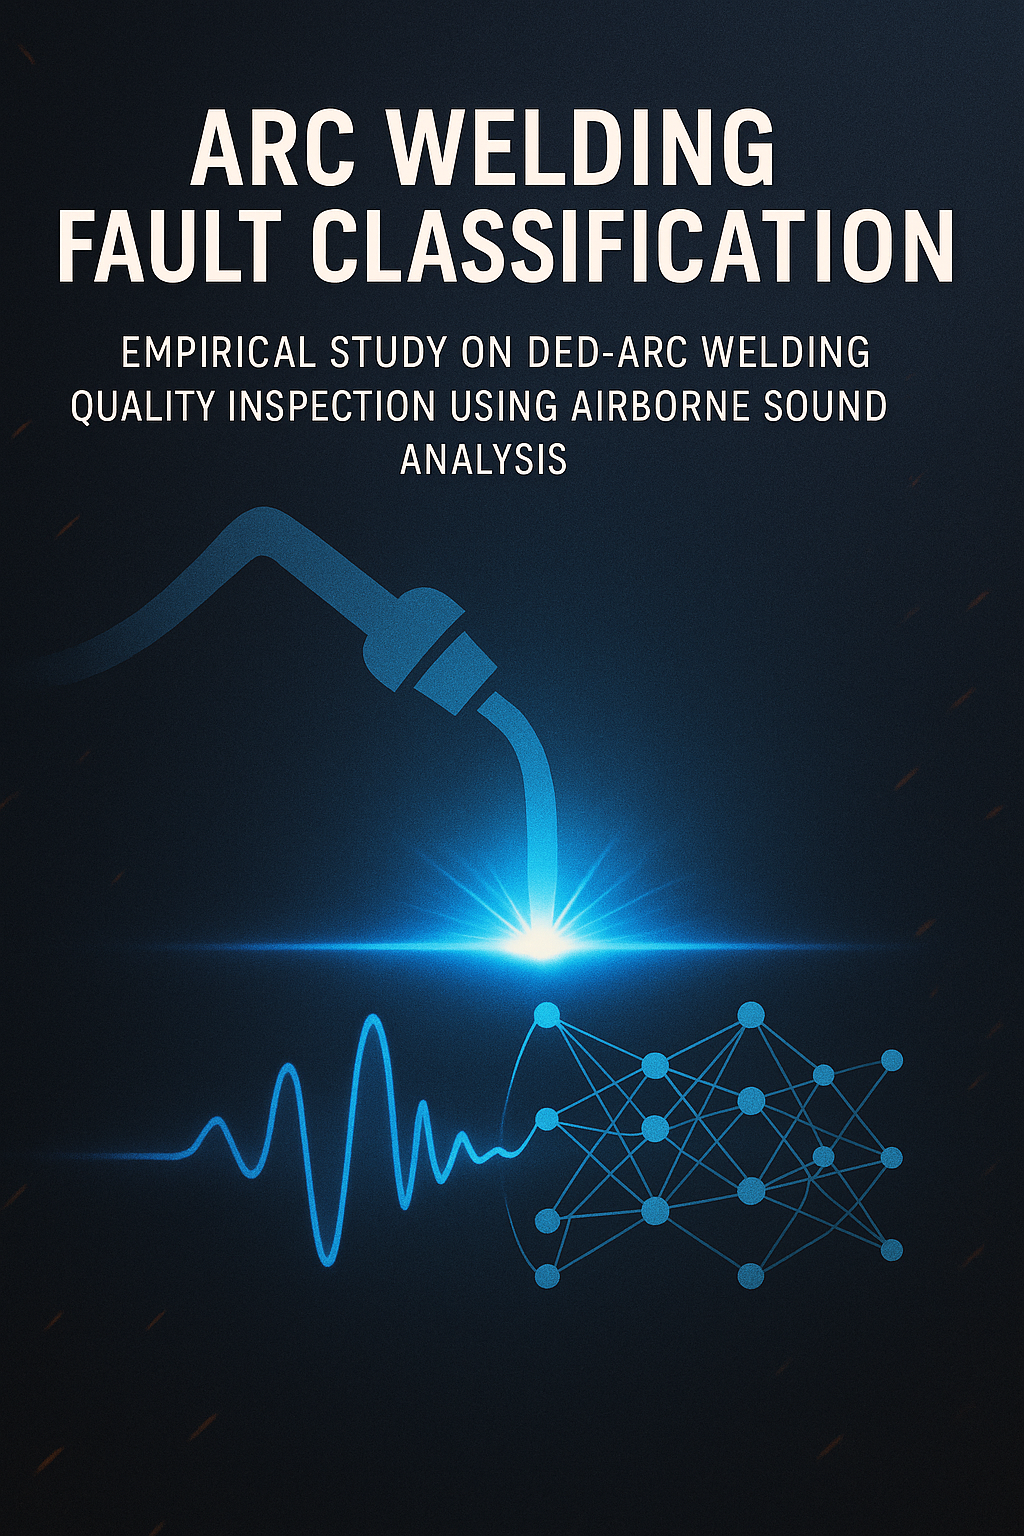 ARC WELDING
FAULT CLASSIFICATION
EMPIRICAL STUDY ON DED-ARC WELDING
QUALITY INSPECTION USING AIRBORNE SOUND
ANALYSIS